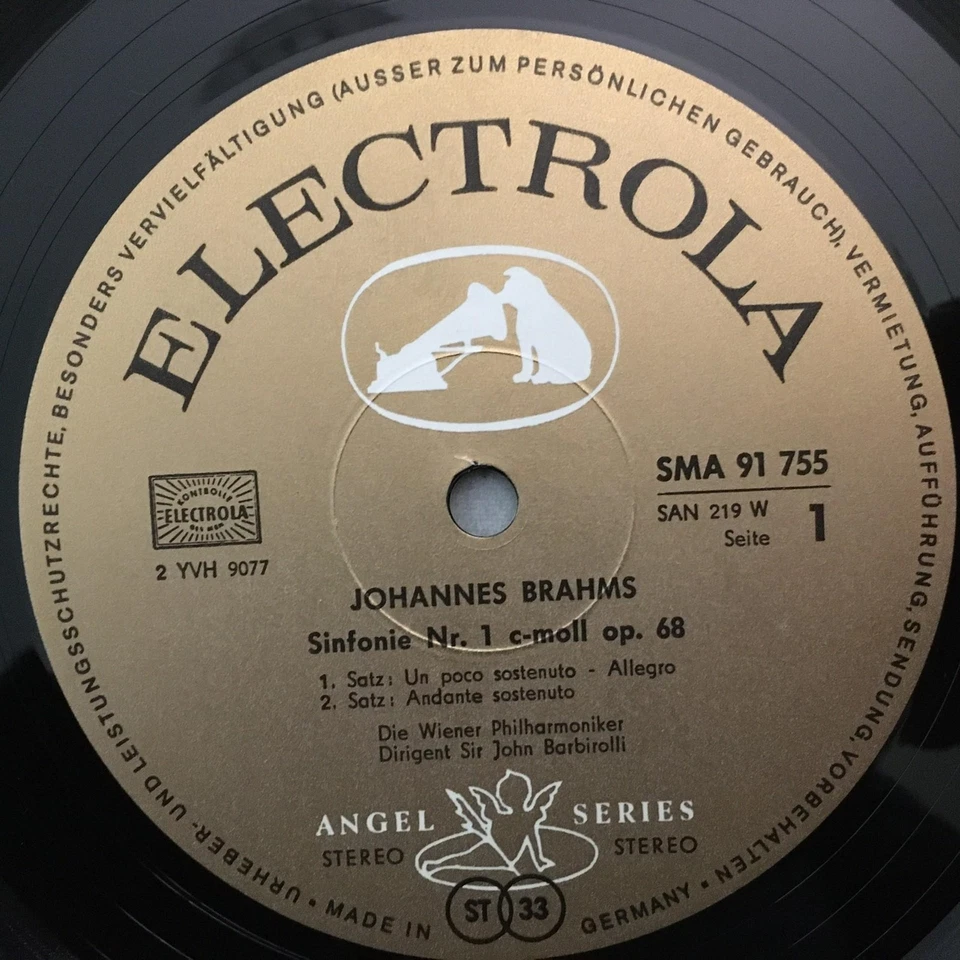 URHEBER- UND LEISTUNGSSCHUTZRECHTE, BESONDERS VERVIELFÄLTIGUNG (AUSSER ZUM PERSÖNLICHEN GEBRAUCH), VERMIETUNG, AUFFÜHRUNG, SENDUNG, VORBEHALTEN
ELECTROLA
KONTROLLE
ELECTROLA
SMA 91 755
SAN 219 W
Seite 1
2 YVH 9077
JOHANNES BRAHMS
Sinfonie Nr. 1 c-moll op. 68
1. Satz: Un poco sostenuto - Allegro
2. Satz: Andante sostenuto
Die Wiener Philharmoniker
Dirigent Sir John Barbirolli
ANGEL SERIES
STEREO STEREO
ST 33
• MADE IN GERMANY •